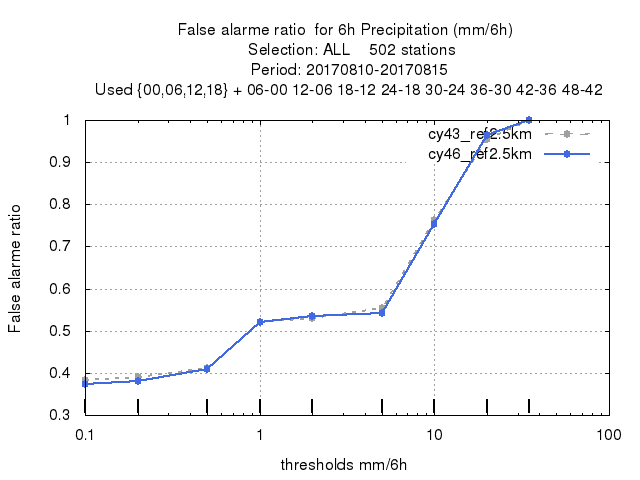 False alarme ratio  for 6h Precipitation (mm/6h)
Selection: ALL    502 stations
Period: 20170810-20170815
Used {00,06,12,18} + 06-00 12-06 18-12 24-18 30-24 36-30 42-36 48-42
cy43_ref2.5km
cy46_ref2.5km
1
0.9
0.8
0.7
0.6
0.5
0.4
0.3
False alarme ratio
0.1 1 10 100
thresholds mm/6h